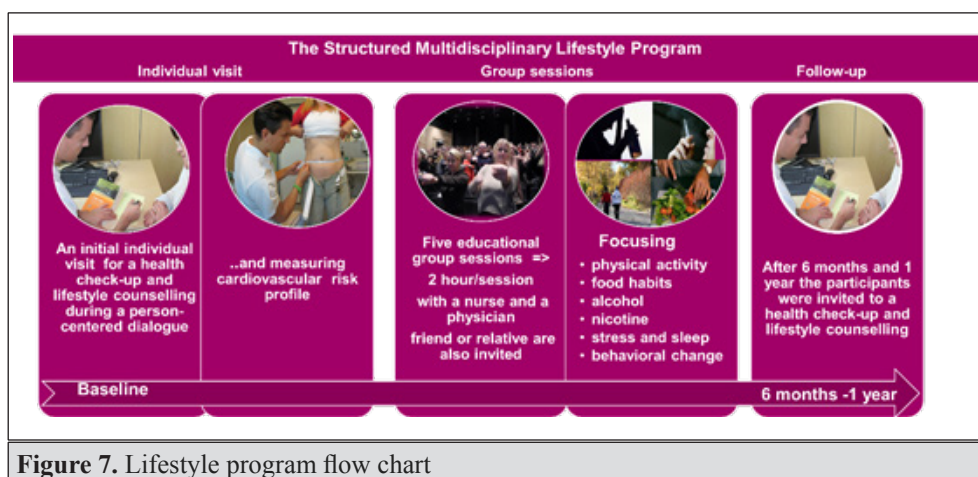 The Structured Multidisciplinary Lifestyle Program
Individual visit
Group sessions
Follow-up
An initial individual
visit for a health
check-up and
lifestyle counselling
during a person-
centered dialogue
..and measuring
cardiovascular risk
profile
Five educational
group sessions =>
2 hour/session
with a nurse and a
physician
friend or relative are
also invited
Focusing
• physical activity
• food habits
• alcohol
• nicotine
• stress and sleep
• behavioral change
After 6 months and 1
year the participants
were invited to a
health check-up and
lifestyle counselling
Baseline
6 months -1 year
Figure 7. Lifestyle program flow chart